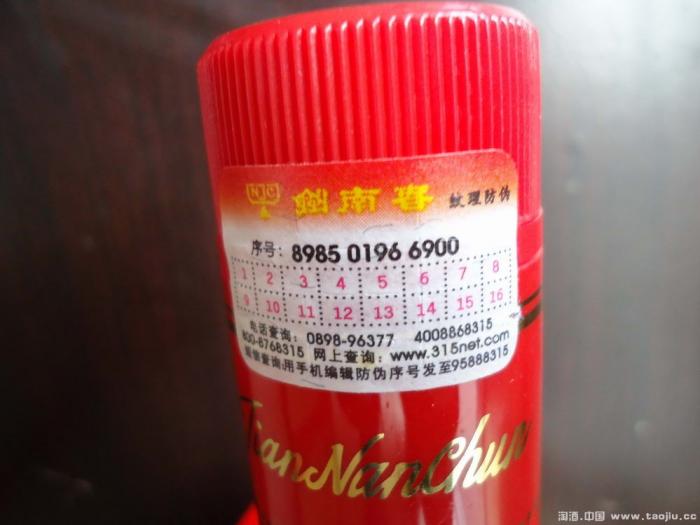 剑南春 纹理防伪
序号: 8985 0196 6900
1 2 3 4 5 6 7 8
9 10 11 12 13 14 15 16
电话查询: 0898-96377 4008868315
800-8768315 网上查询: www.315net.com
短信查询:用手机编辑防伪序号发至95888315
JianNanChun
淘酒.中国 www.taojiu.cc